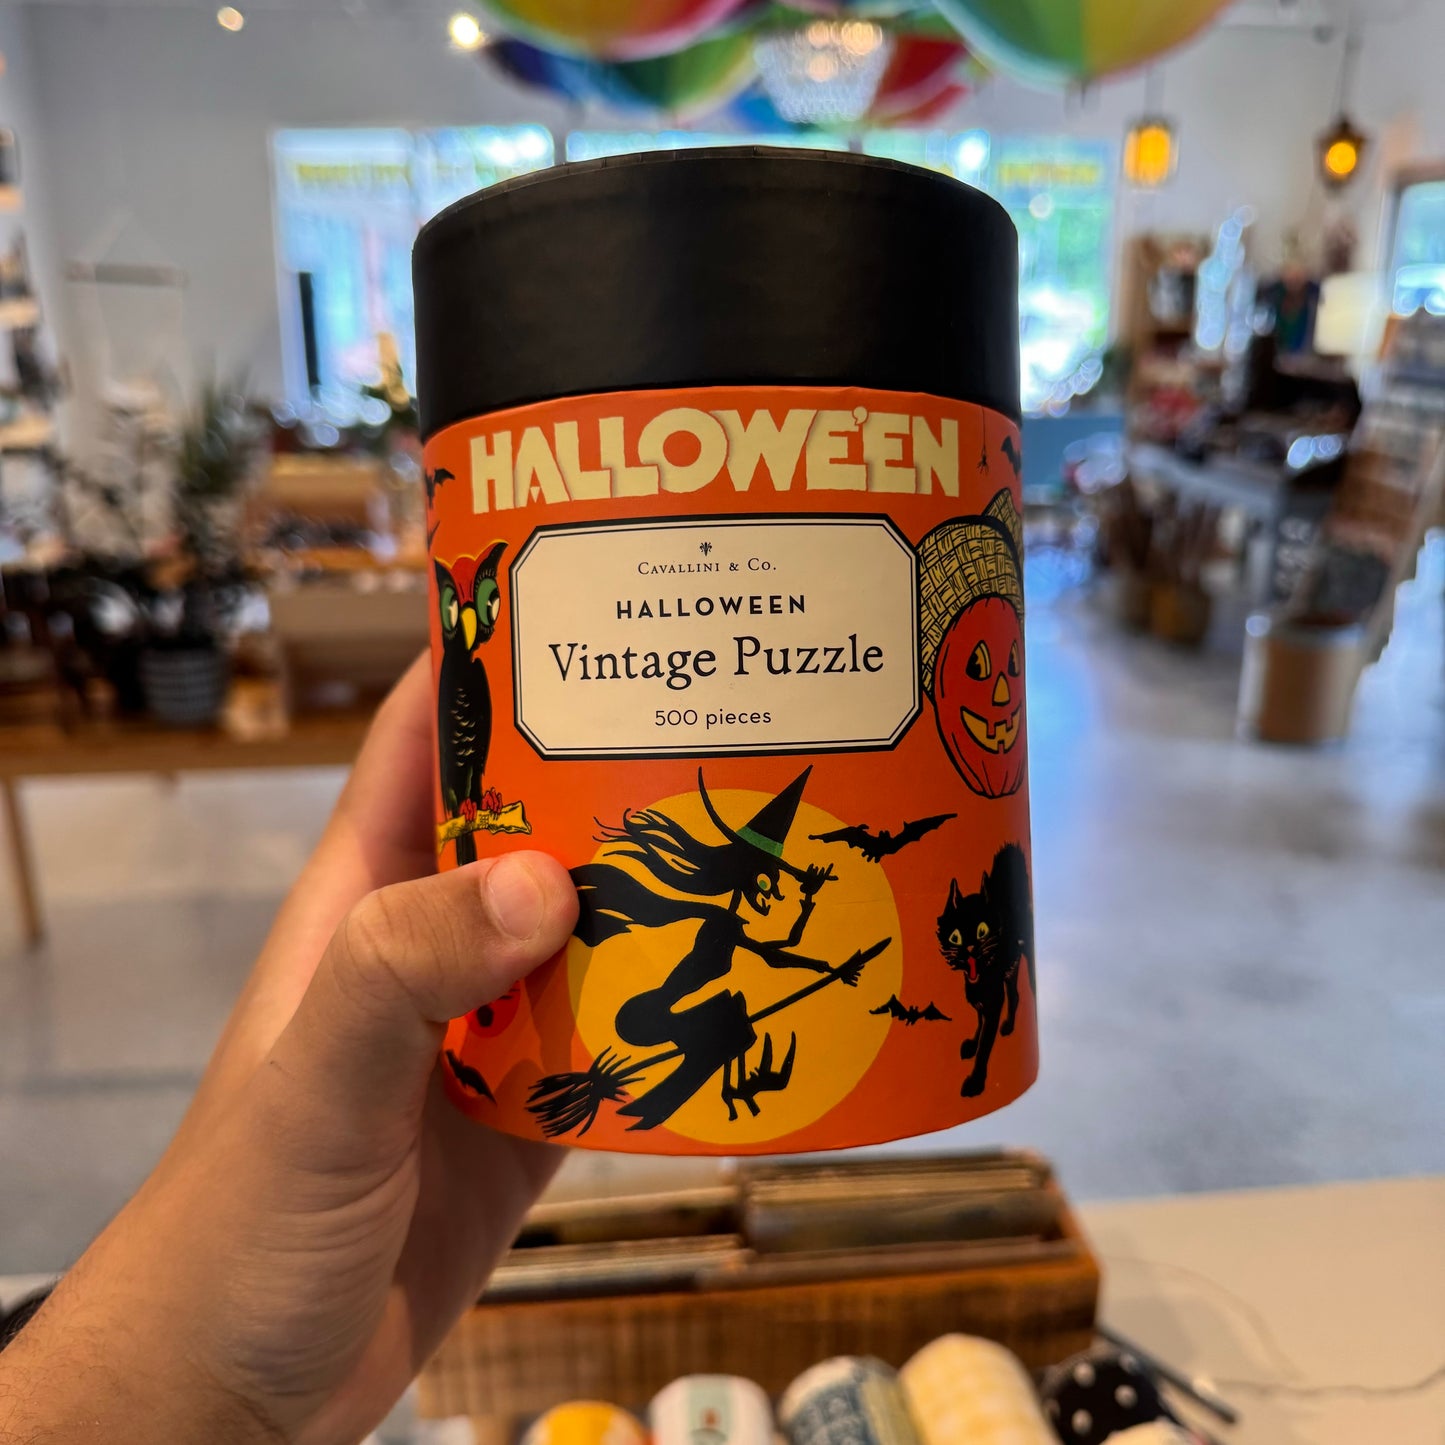 HALLOWE'EN
CAVALLINI & CO.
HALLOWEEN
Vintage Puzzle
500 pieces